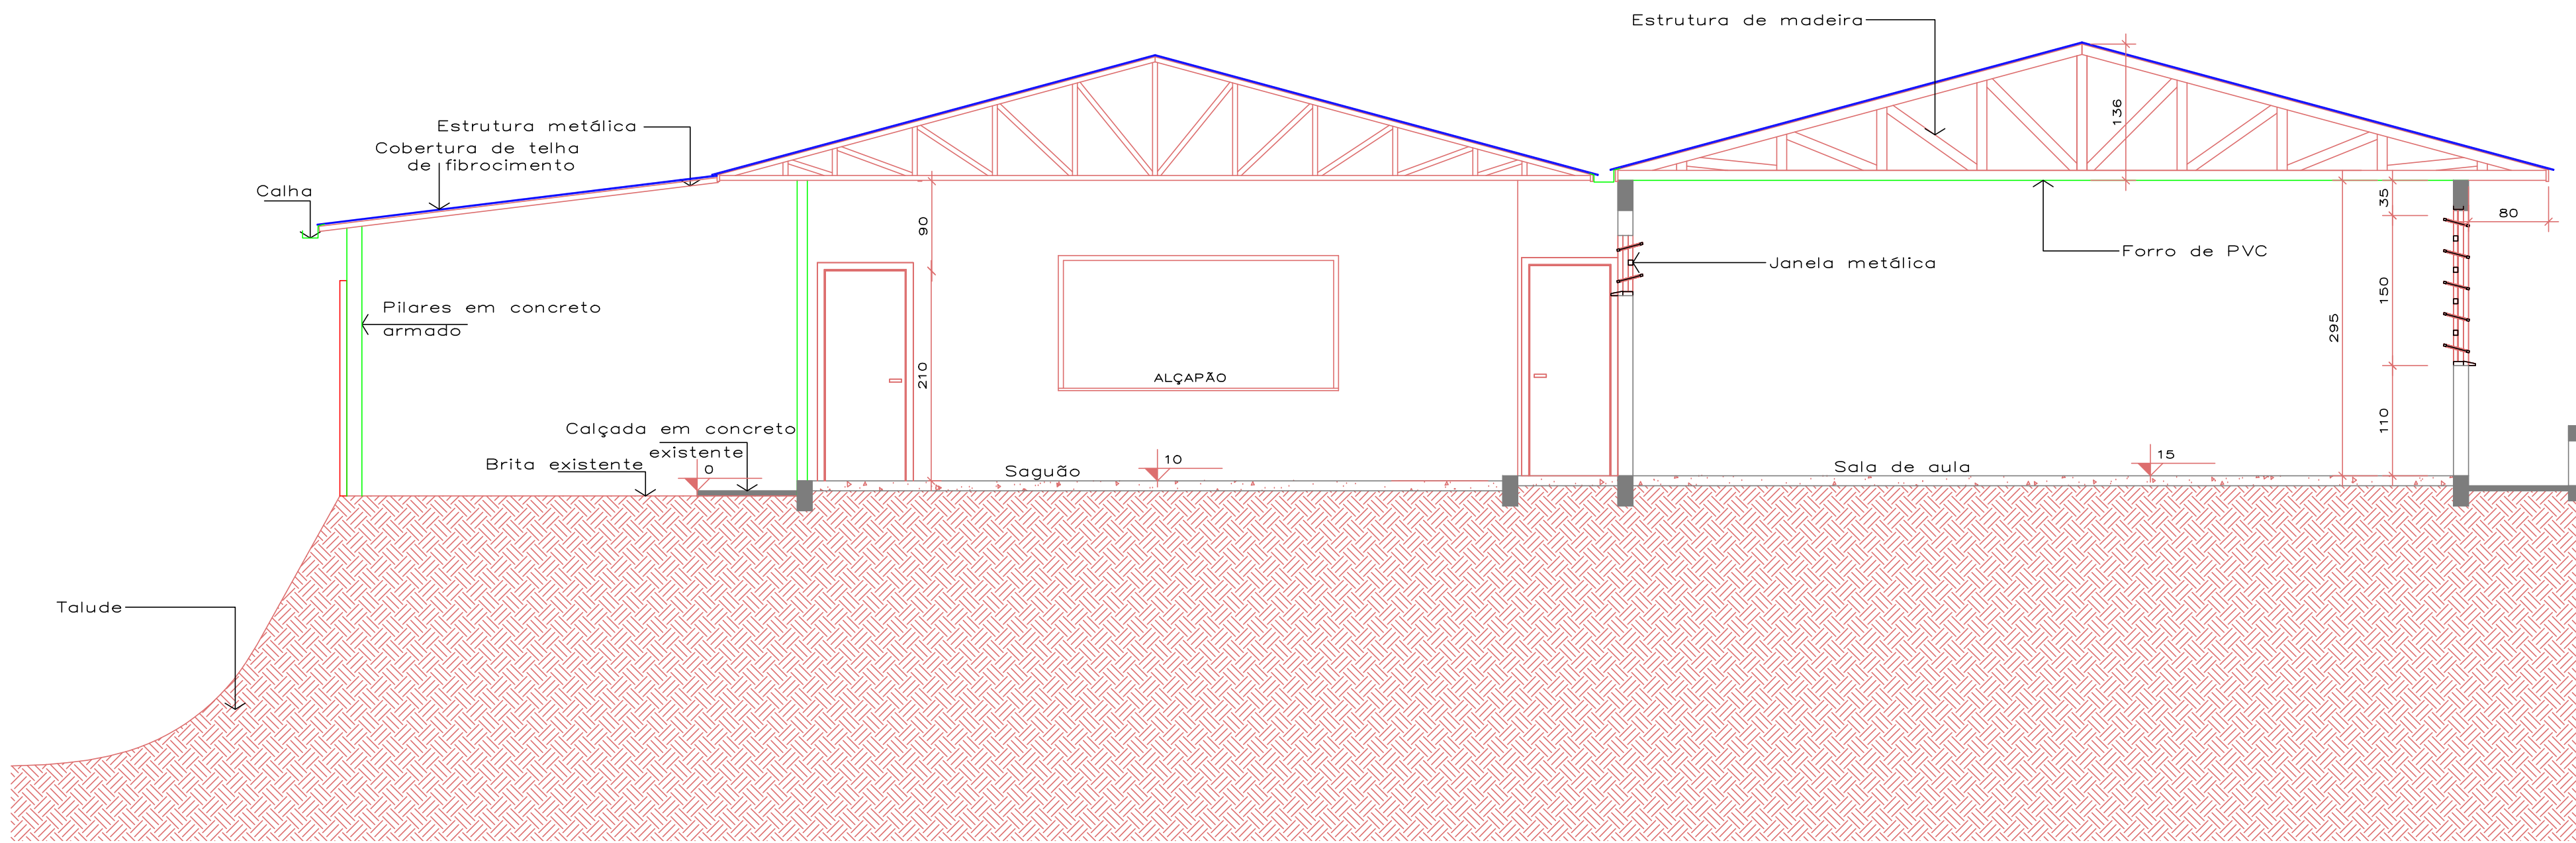 Estrutura de madeira
136
Estrutura metálica
Cobertura de telha
de fibrocimento
Calha
35
80
90
Forro de PVC
Janela metálica
150
Pilares em concreto
armado
295
210
ALÇAPÃO
110
Calçada em concreto
existente
Brita existente
0
Saguão
10
Sala de aula
15
Talude